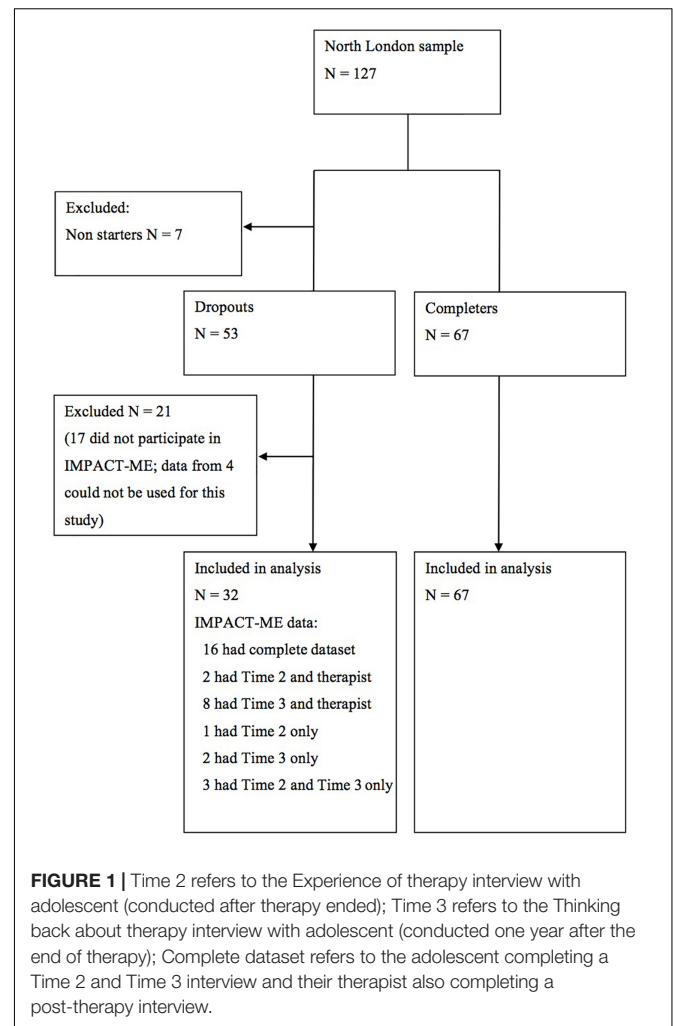 North London sample
N = 127
Excluded:
Non starters N = 7
Dropouts
N = 53
Completers
N = 67
Excluded N = 21
(17 did not participate in
IMPACT-ME; data from 4
could not be used for this
study)
Included in analysis
N = 32
IMPACT-ME data:
16 had complete dataset
2 had Time 2 and therapist
8 had Time 3 and therapist
1 had Time 2 only
2 had Time 3 only
3 had Time 2 and Time 3 only
Included in analysis
N = 67
FIGURE 1 | Time 2 refers to the Experience of therapy interview with
adolescent (conducted after therapy ended); Time 3 refers to the Thinking
back about therapy interview with adolescent (conducted one year after the
end of therapy); Complete dataset refers to the adolescent completing a
Time 2 and Time 3 interview and their therapist also completing a
post-therapy interview.